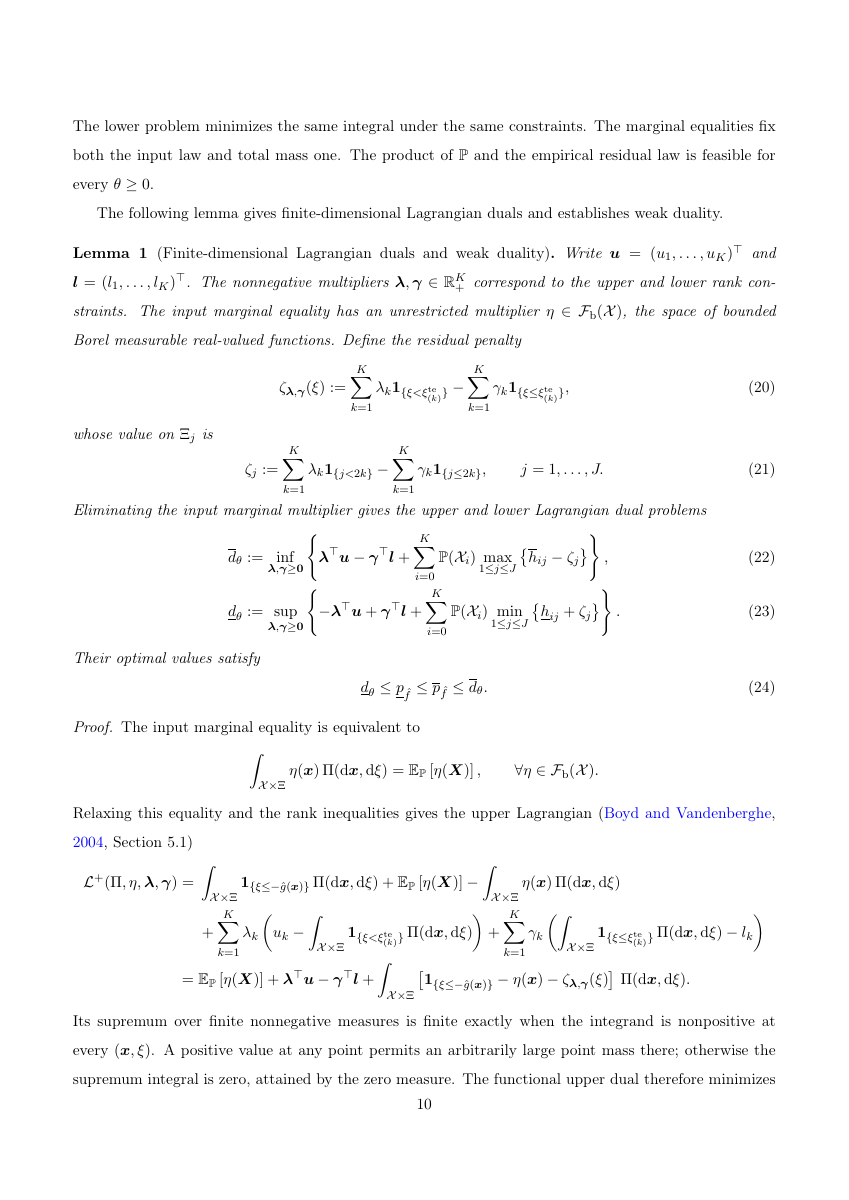 The lower problem minimizes the same integral under the same constraints. The marginal equalities fix
both the input law and total mass one. The product of ℙ and the empirical residual law is feasible for
every θ ≥ 0.
The following lemma gives finite-dimensional Lagrangian duals and establishes weak duality.
Lemma 1 (Finite-dimensional Lagrangian duals and weak duality). Write u = (u_1, . . . , u_K)^⊤ and
l = (l_1, . . . , l_K)^⊤. The nonnegative multipliers λ, γ ∈ ℝ_+^K correspond to the upper and lower rank con-
straints. The input marginal equality has an unrestricted multiplier η ∈ F_b(X), the space of bounded
Borel measurable real-valued functions. Define the residual penalty
ζ_{λ,γ}(ξ) := ∑_{k=1}^K λ_k 1_{{ξ<ξ_{(k)}^{te}}} − ∑_{k=1}^K γ_k 1_{{ξ≤ξ_{(k)}^{te}}}, (20)
whose value on Ξ_j is
ζ_j := ∑_{k=1}^K λ_k 1_{{j<2k}} − ∑_{k=1}^K γ_k 1_{{j≤2k}}, j = 1, . . . , J. (21)
Eliminating the input marginal multiplier gives the upper and lower Lagrangian dual problems
\overline{d}_θ := inf_{λ,γ≥0} { λ^⊤u − γ^⊤l + ∑_{i=0}^K ℙ(X_i) max_{1≤j≤J} {\overline{h}_{ij} − ζ_j} }, (22)
\underline{d}_θ := sup_{λ,γ≥0} { −λ^⊤u + γ^⊤l + ∑_{i=0}^K ℙ(X_i) min_{1≤j≤J} {\underline{h}_{ij} + ζ_j} }. (23)
Their optimal values satisfy
\underline{d}_θ ≤ \underline{p}_{\hat{f}} ≤ \overline{p}_{\hat{f}} ≤ \overline{d}_θ. (24)
Proof. The input marginal equality is equivalent to
∫_{X×Ξ} η(x) Π(dx, dξ) = 𝔼_ℙ [η(X)] , ∀η ∈ F_b(X).
Relaxing this equality and the rank inequalities gives the upper Lagrangian (Boyd and Vandenberghe,
2004, Section 5.1)
L^+(Π, η, λ, γ) = ∫_{X×Ξ} 1_{{ξ≤−ĝ(x)}} Π(dx, dξ) + 𝔼_ℙ [η(X)] − ∫_{X×Ξ} η(x) Π(dx, dξ)
+ ∑_{k=1}^K λ_k ( u_k − ∫_{X×Ξ} 1_{{ξ<ξ_{(k)}^{te}}} Π(dx, dξ) ) + ∑_{k=1}^K γ_k ( ∫_{X×Ξ} 1_{{ξ≤ξ_{(k)}^{te}}} Π(dx, dξ) − l_k )
= 𝔼_ℙ [η(X)] + λ^⊤u − γ^⊤l + ∫_{X×Ξ} [ 1_{{ξ≤−ĝ(x)}} − η(x) − ζ_{λ,γ}(ξ) ] Π(dx, dξ).
Its supremum over finite nonnegative measures is finite exactly when the integrand is nonpositive at
every (x, ξ). A positive value at any point permits an arbitrarily large point mass there; otherwise the
supremum integral is zero, attained by the zero measure. The functional upper dual therefore minimizes
10